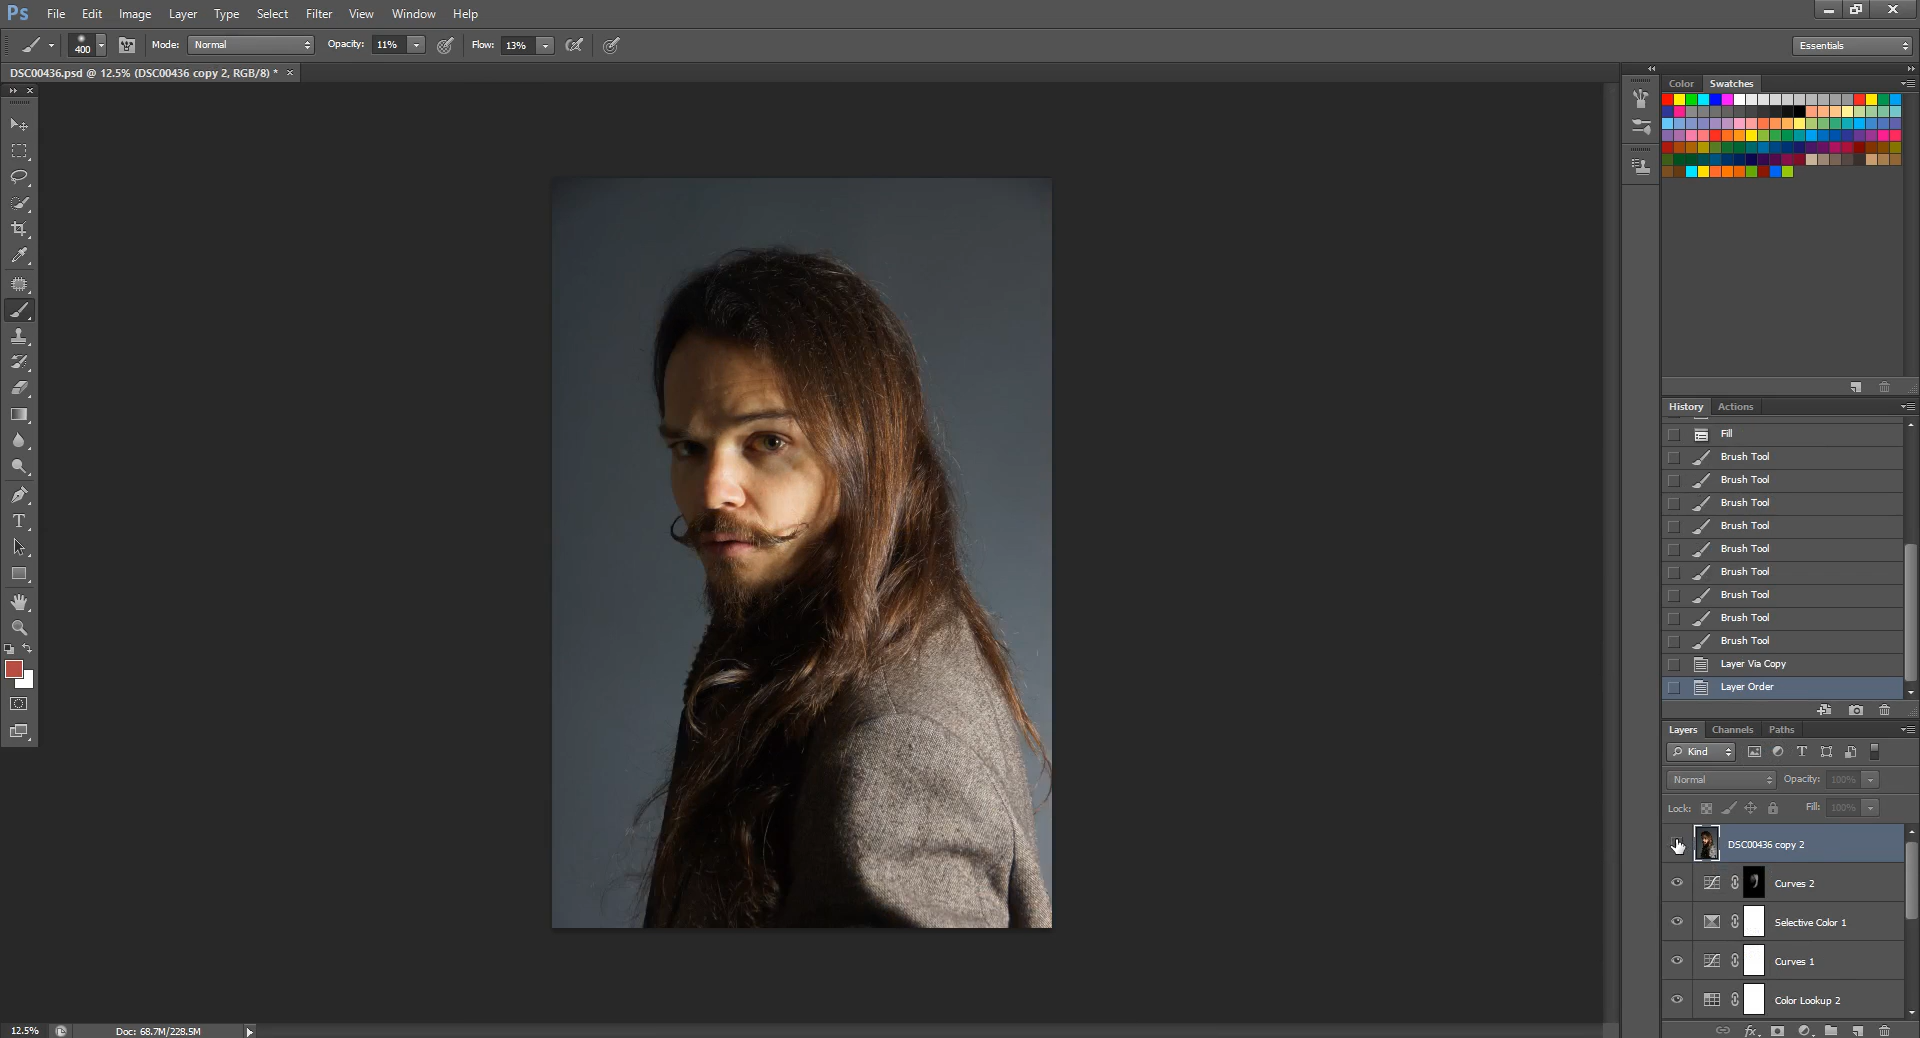 Ps File Edit Image Layer Type Select Filter View Window Help
400 Mode: Normal Opacity: 11% Flow: 13% Essentials
DSC00436.psd @ 12.5% (DSC00436 copy 2, RGB/8) * ×
Color Swatches
History Actions
Fill
Brush Tool
Brush Tool
Brush Tool
Brush Tool
Brush Tool
Brush Tool
Brush Tool
Brush Tool
Brush Tool
Layer Via Copy
Layer Order
Layers Channels Paths
Kind
Normal Opacity: 100%
Lock: Fill: 100%
DSC00436 copy 2
Curves 2
Selective Color 1
Curves 1
Color Lookup 2
12.5% Doc: 68.7M/228.5M